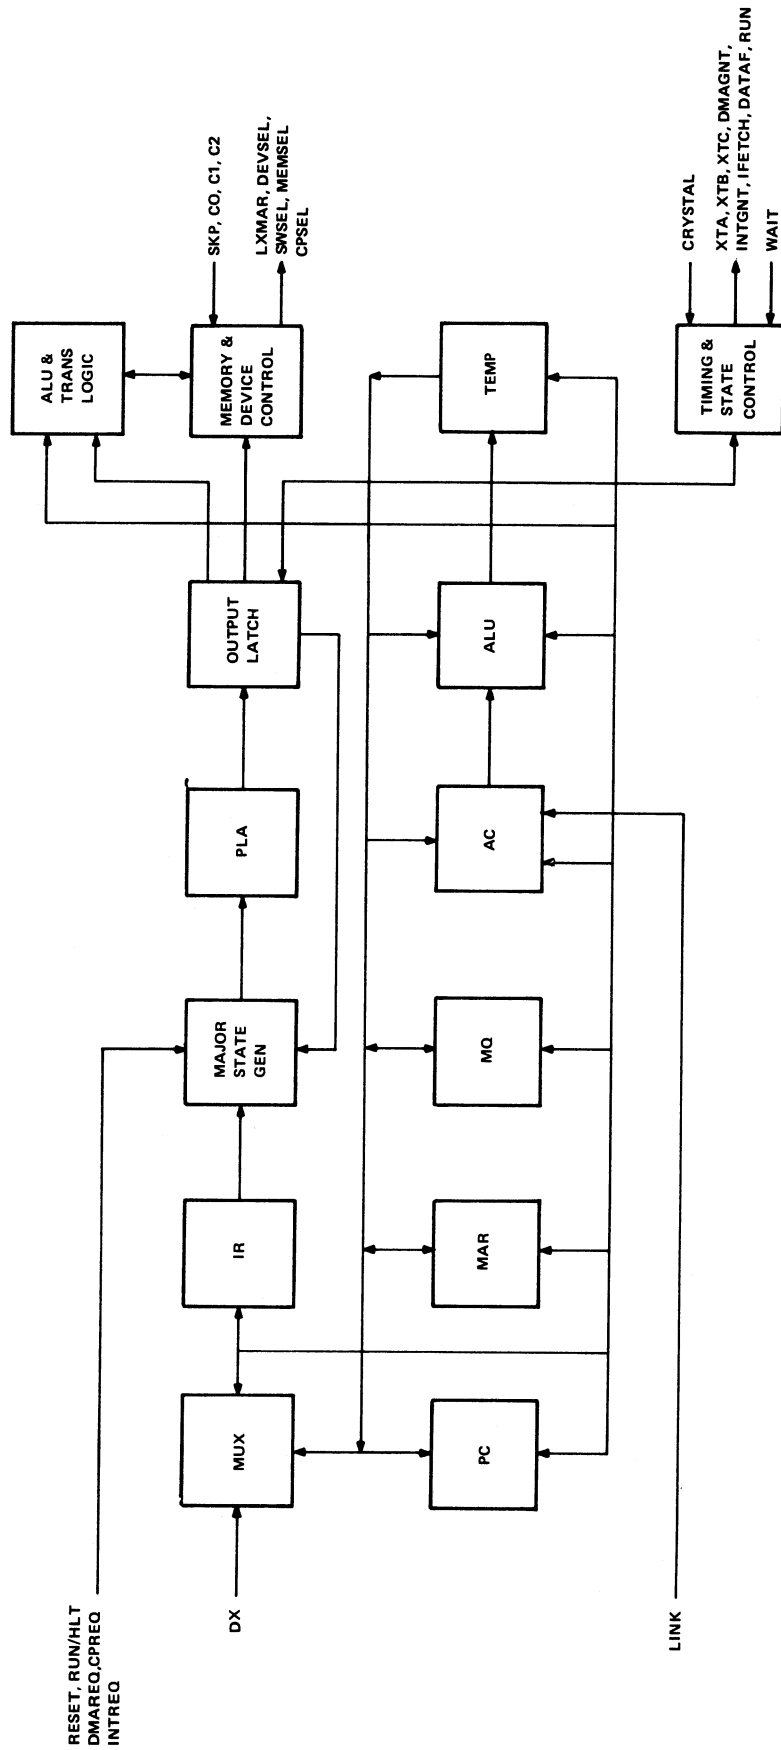 RESET, RUN/HLT
DMAREQ,CPREQ
INTREQ
DX
LINK
MUX
PC
IR
MAR
MAJOR
STATE
GEN
MQ
PLA
AC
OUTPUT
LATCH
ALU
ALU &
TRANS
LOGIC
MEMORY &
DEVICE
CONTROL
TEMP
TIMING &
STATE
CONTROL
SKP, CO, C1, C2
LXMAR, DEVSEL,
SWSEL, MEMSEL
CPSEL
CRYSTAL
XTA, XTB, XTC, DMAGNT,
INTGNT, IFETCH, DATAF, RUN
WAIT